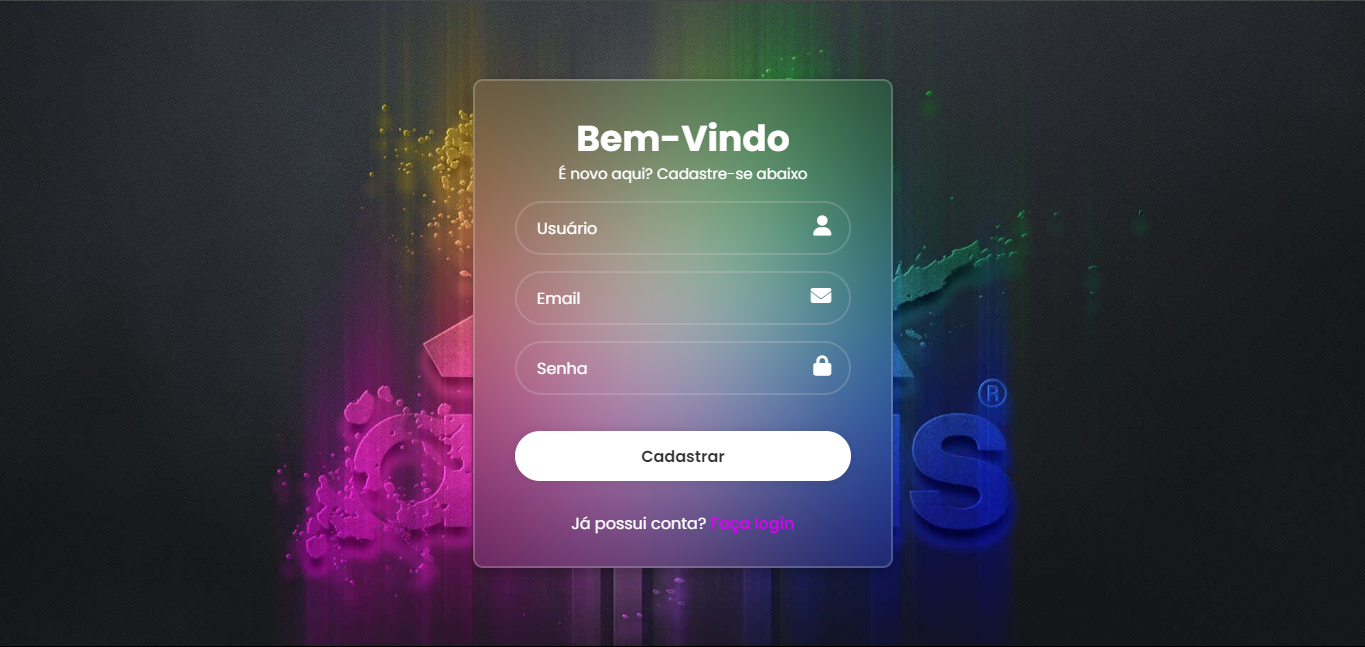 Bem-Vindo
É novo aqui? Cadastre-se abaixo
Usuário
Email
Senha
Cadastrar
Já possui conta? Faça login
®